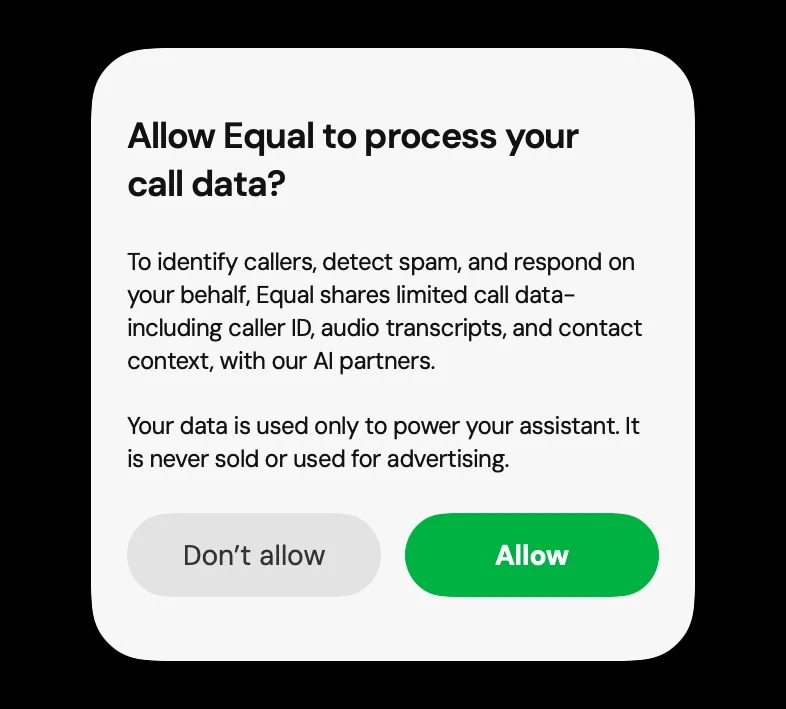 Allow Equal to process your
call data?
To identify callers, detect spam, and respond on
your behalf, Equal shares limited call data–
including caller ID, audio transcripts, and contact
context, with our AI partners.
Your data is used only to power your assistant. It
is never sold or used for advertising.
Don’t allow
Allow